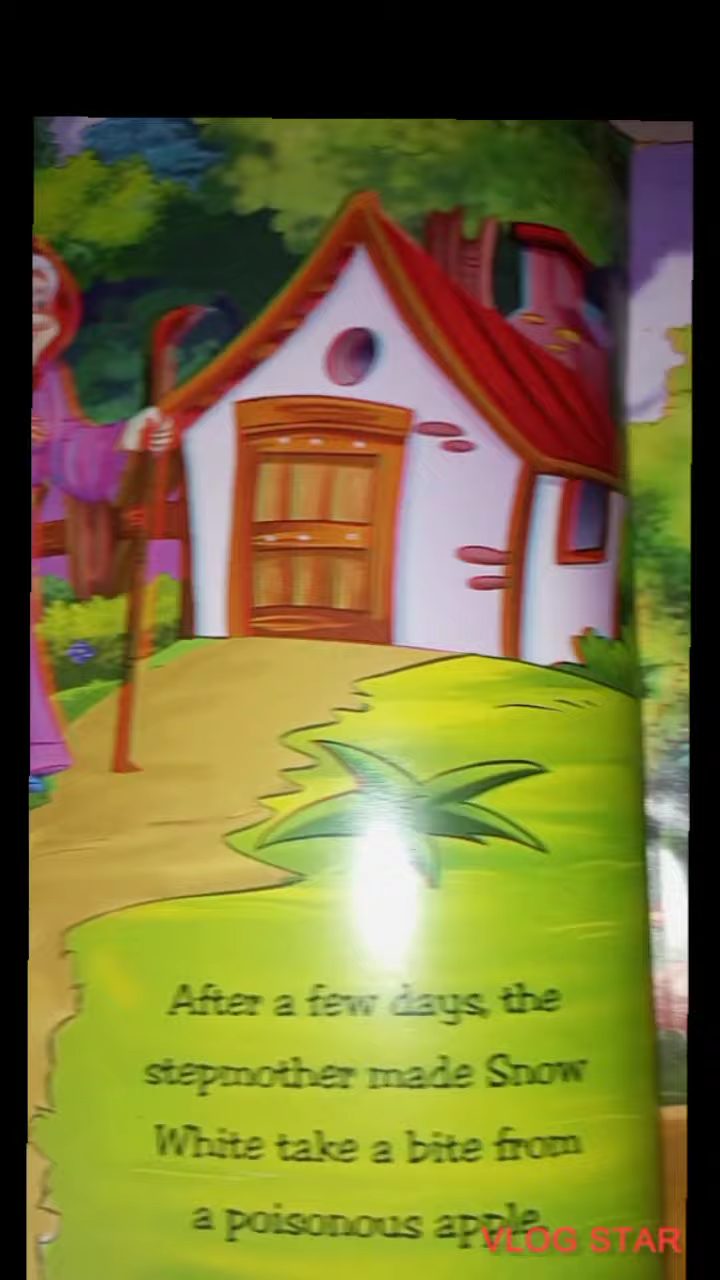 After a few days, the
stepmother made Snow
White take a bite from
a poisonous apple
VLOG STAR